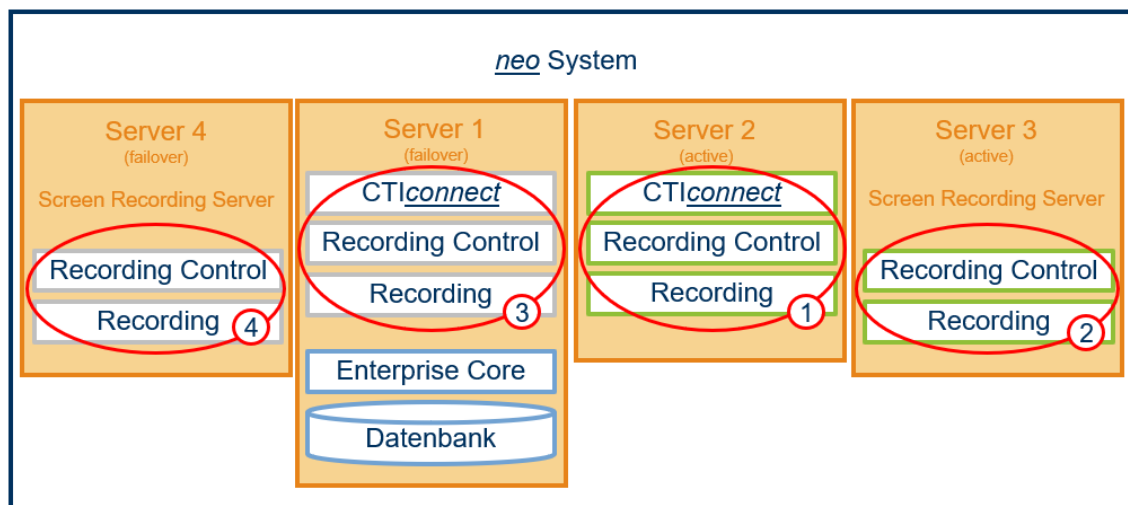 neo System
Server 4
(failover)
Screen Recording Server
Recording Control
Recording
4
Server 1
(failover)
CTIconnect
Recording Control
Recording
3
Enterprise Core
Datenbank
Server 2
(active)
CTIconnect
Recording Control
Recording
1
Server 3
(active)
Screen Recording Server
Recording Control
Recording
2